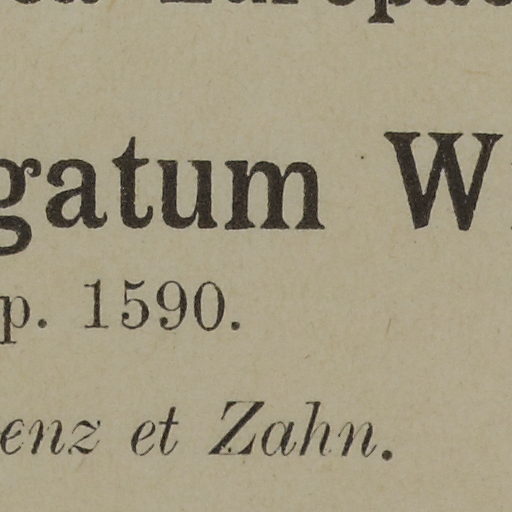 gatum W
p. 1590.
enz et Zahn.